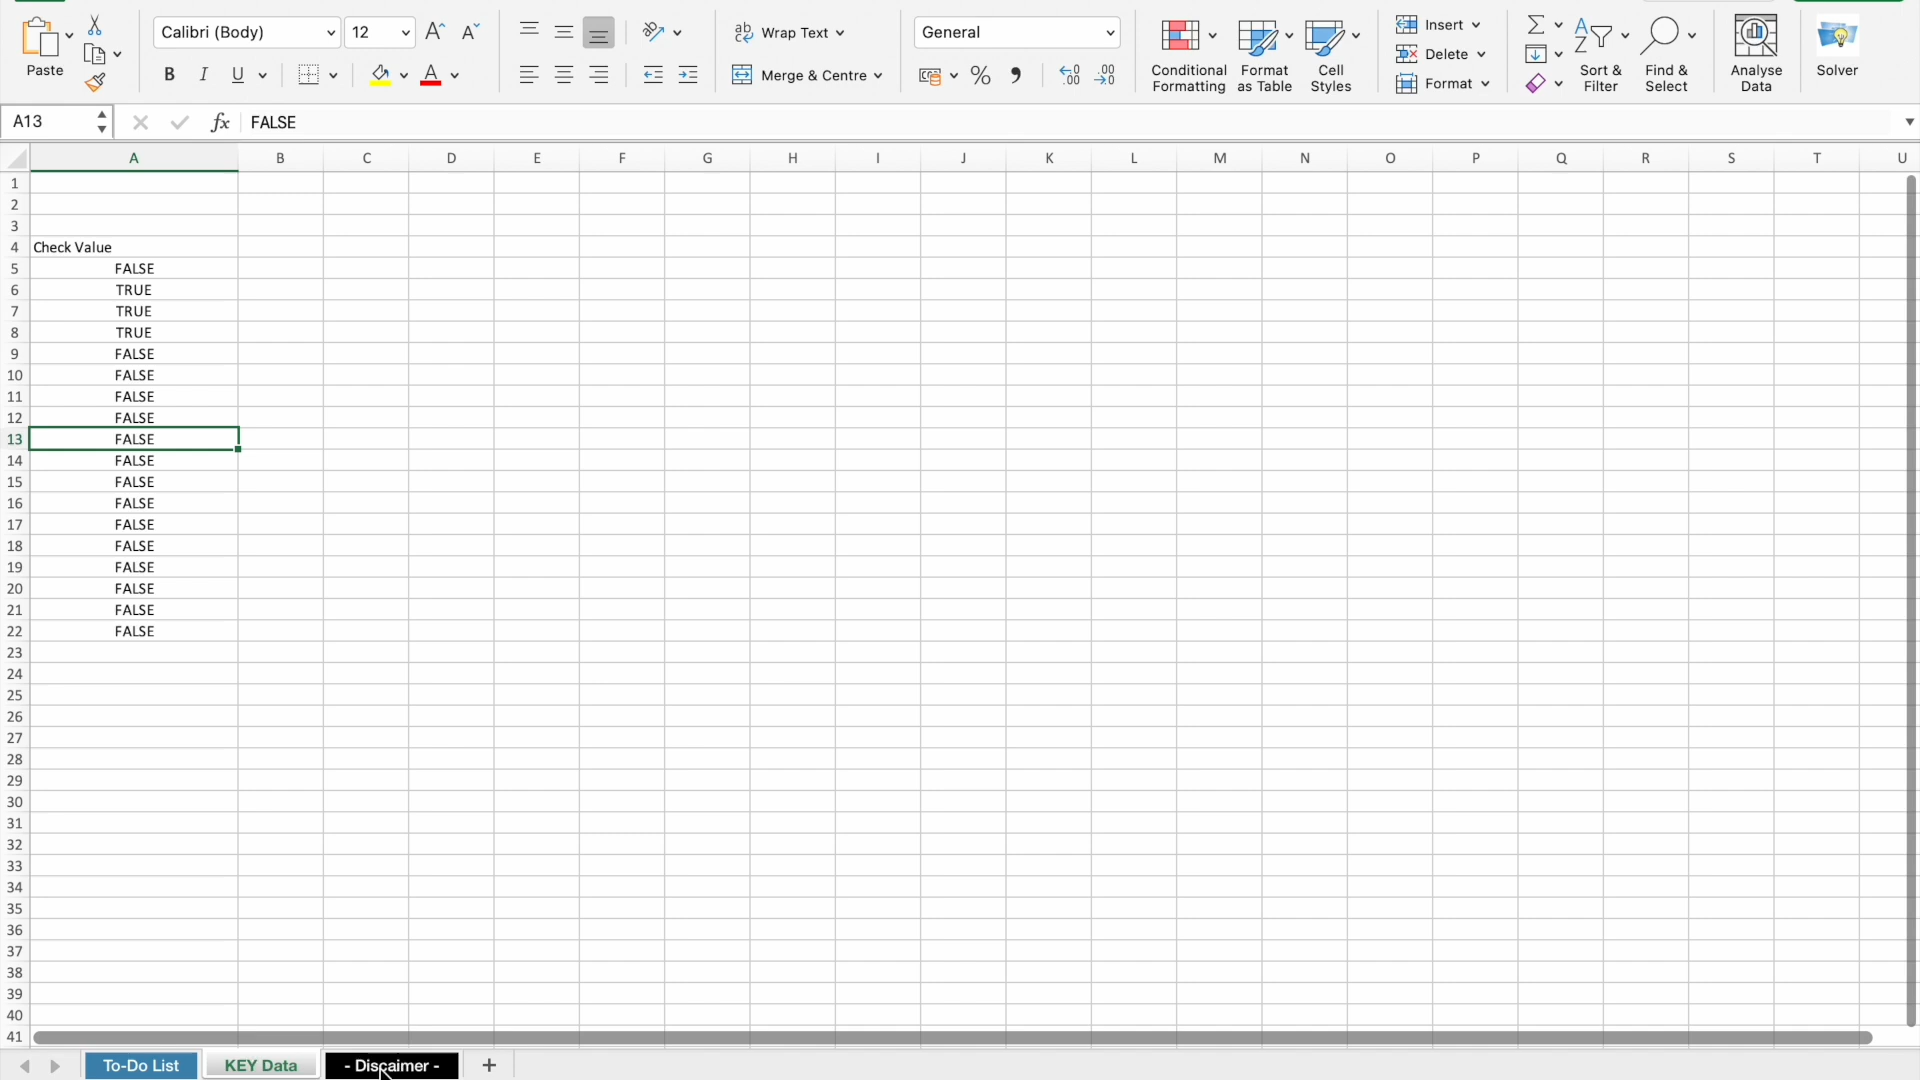 Calibri (Body) 12 A^ A˅ Wrap Text General Insert
Paste Conditional Formatting Format as Table Cell Styles Delete Sort & Filter Find & Select Analyse Data Solver
B I U A Merge & Centre % .00 .00 Format
A13 fx FALSE
A B C D E F G H I J K L M N O P Q R S T U
1
2
3
4 Check Value
5 FALSE
6 TRUE
7 TRUE
8 TRUE
9 FALSE
10 FALSE
11 FALSE
12 FALSE
13 FALSE
14 FALSE
15 FALSE
16 FALSE
17 FALSE
18 FALSE
19 FALSE
20 FALSE
21 FALSE
22 FALSE
23
24
25
26
27
28
29
30
31
32
33
34
35
36
37
38
39
40
41
To-Do List KEY Data - Discaimer - +